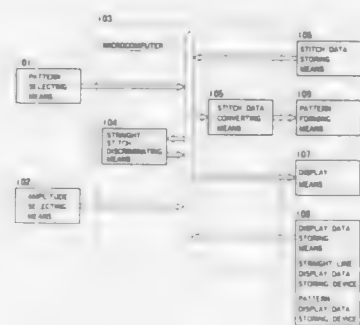 103
MICROCOMPUTER
101
PATTERN
SELECTING
MEANS
104
STRAIGHT
STITCH
DISCRIMINATING
MEANS
102
AMPLITUDE
SELECTING
MEANS
105
STITCH DATA
CONVERTING
MEANS
STITCH DATA
STORING
MEANS
PATTERN
FORMING
MEANS
107
DISPLAY
MEANS
108
DISPLAY DATA
STORING
MEANS
STRAIGHT LINE
DISPLAY DATA
STORING DEVICE
PATTERN
DISPLAY DATA
STORING DEVICE